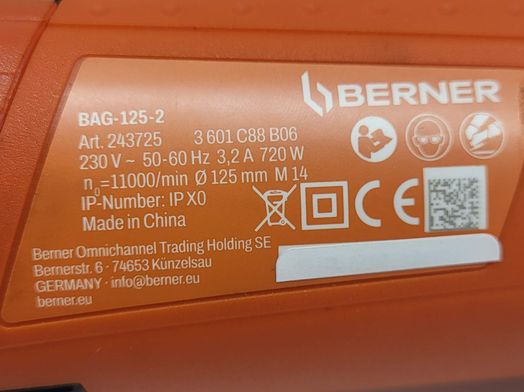 BERNER
BAG-125-2
Art. 243725 3 601 C88 B06
230 V ~ 50-60 Hz 3,2 A 720 W
n₀=11000/min Ø 125 mm M 14
IP-Number: IP X0
Made in China
CE
Berner Omnichannel Trading Holding SE
Bernerstr. 6 · 74653 Künzelsau
GERMANY · info@berner.eu
berner.eu